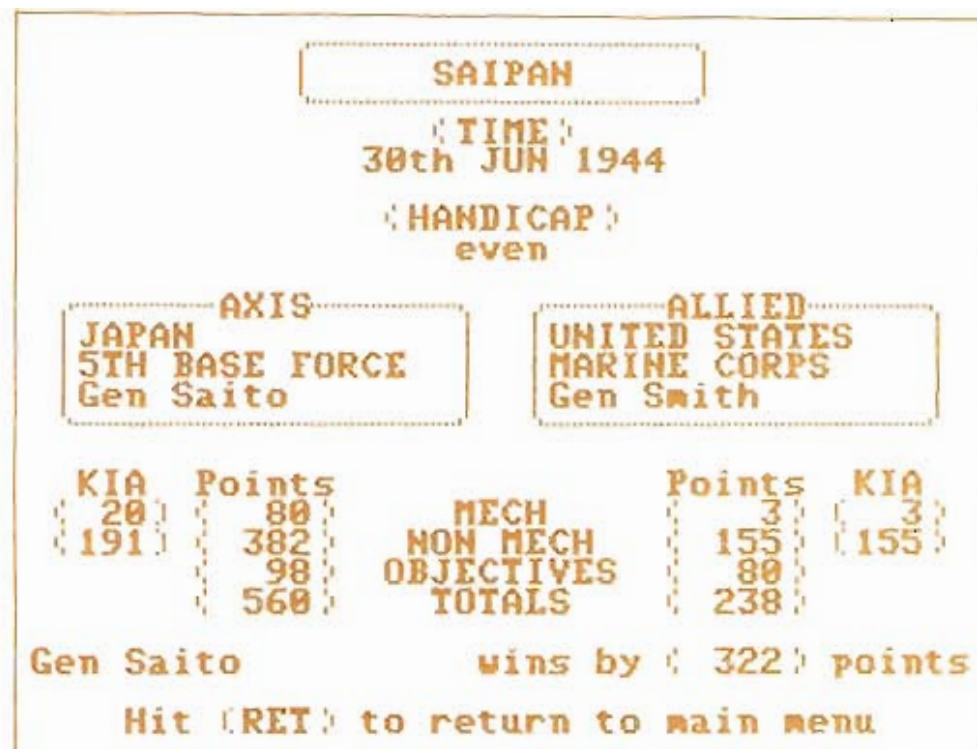 SAIPAN
(TIME)
30th JUN 1944
(HANDICAP)
even
AXIS ALLIED
JAPAN UNITED STATES
5TH BASE FORCE MARINE CORPS
Gen Saito Gen Smith
KIA Points Points KIA
(20) (80) MECH (3) (3)
(191) (382) NON MECH (155) (155)
(98) OBJECTIVES (80)
(560) TOTALS (238)
Gen Saito wins by (322) points
Hit (RET) to return to main menu